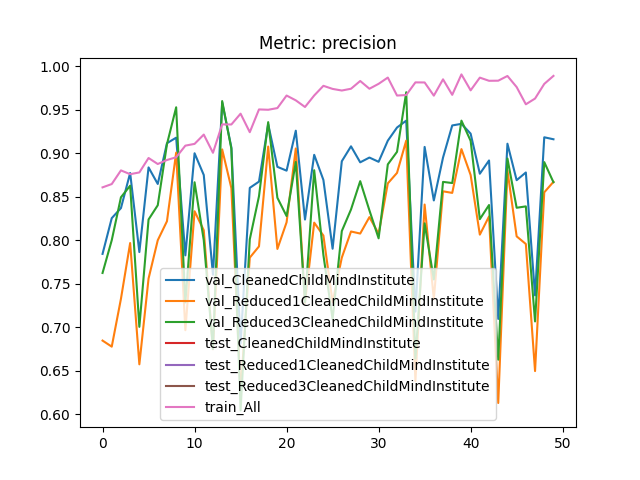 Metric: precision
1.00
0.95
0.90
0.85
0.80
0.75
0.70
0.65
0.60
val_CleanedChildMindInstitute
val_Reduced1CleanedChildMindInstitute
val_Reduced3CleanedChildMindInstitute
test_CleanedChildMindInstitute
test_Reduced1CleanedChildMindInstitute
test_Reduced3CleanedChildMindInstitute
train_All
0 10 20 30 40 50